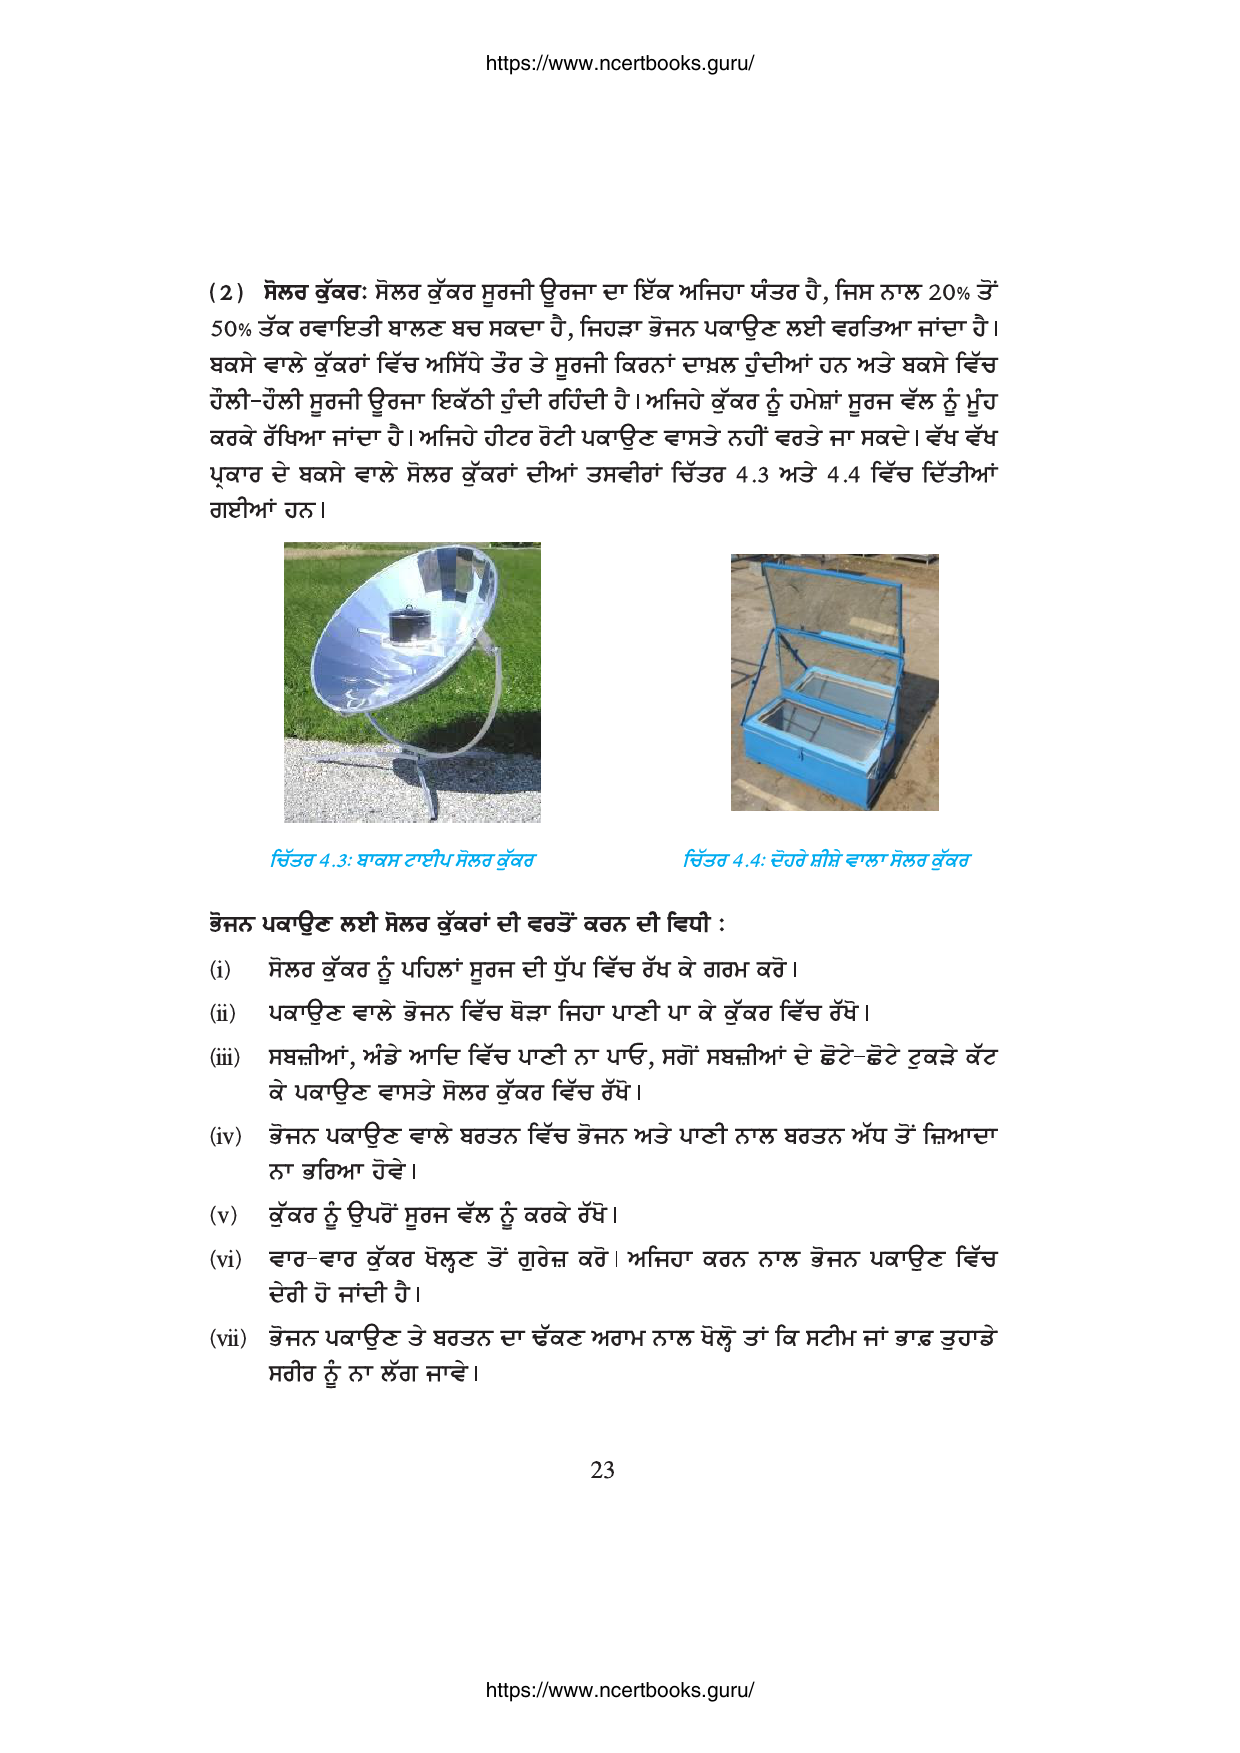 https://www.ncertbooks.guru/
(2) ਸੋਲਰ ਕੁੱਕਰ: ਸੋਲਰ ਕੁੱਕਰ ਸੂਰਜੀ ਊਰਜਾ ਦਾ ਇੱਕ ਅਜਿਹਾ ਯੰਤਰ ਹੈ, ਜਿਸ ਨਾਲ 20% ਤੋਂ
50% ਤੱਕ ਰਵਾਇਤੀ ਬਾਲਣ ਬਚ ਸਕਦਾ ਹੈ, ਜਿਹੜਾ ਭੋਜਨ ਪਕਾਉਣ ਲਈ ਵਰਤਿਆ ਜਾਂਦਾ ਹੈ।
ਬਕਸੇ ਵਾਲੇ ਕੁੱਕਰਾਂ ਵਿੱਚ ਅਸਿੱਧੇ ਤੌਰ ਤੇ ਸੂਰਜੀ ਕਿਰਨਾਂ ਦਾਖ਼ਲ ਹੁੰਦੀਆਂ ਹਨ ਅਤੇ ਬਕਸੇ ਵਿੱਚ
ਹੌਲੀ-ਹੌਲੀ ਸੂਰਜੀ ਊਰਜਾ ਇਕੱਠੀ ਹੁੰਦੀ ਰਹਿੰਦੀ ਹੈ। ਅਜਿਹੇ ਕੁੱਕਰ ਨੂੰ ਹਮੇਸ਼ਾਂ ਸੂਰਜ ਵੱਲ ਨੂੰ ਮੂੰਹ
ਕਰਕੇ ਰੱਖਿਆ ਜਾਂਦਾ ਹੈ। ਅਜਿਹੇ ਹੀਟਰ ਰੋਟੀ ਪਕਾਉਣ ਵਾਸਤੇ ਨਹੀਂ ਵਰਤੇ ਜਾ ਸਕਦੇ। ਵੱਖ ਵੱਖ
ਪ੍ਰਕਾਰ ਦੇ ਬਕਸੇ ਵਾਲੇ ਸੋਲਰ ਕੁੱਕਰਾਂ ਦੀਆਂ ਤਸਵੀਰਾਂ ਚਿੱਤਰ 4.3 ਅਤੇ 4.4 ਵਿੱਚ ਦਿੱਤੀਆਂ
ਗਈਆਂ ਹਨ।
ਚਿੱਤਰ 4.3: ਬਾਕਸ ਟਾਈਪ ਸੋਲਰ ਕੁੱਕਰ
ਚਿੱਤਰ 4.4: ਦੋਹਰੇ ਸ਼ੀਸ਼ੇ ਵਾਲਾ ਸੋਲਰ ਕੁੱਕਰ
ਭੋਜਨ ਪਕਾਉਣ ਲਈ ਸੋਲਰ ਕੁੱਕਰਾਂ ਦੀ ਵਰਤੋਂ ਕਰਨ ਦੀ ਵਿਧੀ :
(i) ਸੋਲਰ ਕੁੱਕਰ ਨੂੰ ਪਹਿਲਾਂ ਸੂਰਜ ਦੀ ਧੁੱਪ ਵਿੱਚ ਰੱਖ ਕੇ ਗਰਮ ਕਰੋ।
(ii) ਪਕਾਉਣ ਵਾਲੇ ਭੋਜਨ ਵਿੱਚ ਥੋੜਾ ਜਿਹਾ ਪਾਣੀ ਪਾ ਕੇ ਕੁੱਕਰ ਵਿੱਚ ਰੱਖੋ।
(iii) ਸਬਜ਼ੀਆਂ, ਅੰਡੇ ਆਦਿ ਵਿੱਚ ਪਾਣੀ ਨਾ ਪਾਓ, ਸਗੋਂ ਸਬਜ਼ੀਆਂ ਦੇ ਛੋਟੇ-ਛੋਟੇ ਟੁਕੜੇ ਕੱਟ
ਕੇ ਪਕਾਉਣ ਵਾਸਤੇ ਸੋਲਰ ਕੁੱਕਰ ਵਿੱਚ ਰੱਖੋ।
(iv) ਭੋਜਨ ਪਕਾਉਣ ਵਾਲੇ ਬਰਤਨ ਵਿੱਚ ਭੋਜਨ ਅਤੇ ਪਾਣੀ ਨਾਲ ਬਰਤਨ ਅੱਧ ਤੋਂ ਜ਼ਿਆਦਾ
ਨਾ ਭਰਿਆ ਹੋਵੇ।
(v) ਕੁੱਕਰ ਨੂੰ ਉਪਰੋਂ ਸੂਰਜ ਵੱਲ ਨੂੰ ਕਰਕੇ ਰੱਖੋ।
(vi) ਵਾਰ-ਵਾਰ ਕੁੱਕਰ ਖੋਲ੍ਹਣ ਤੋਂ ਗੁਰੇਜ਼ ਕਰੋ। ਅਜਿਹਾ ਕਰਨ ਨਾਲ ਭੋਜਨ ਪਕਾਉਣ ਵਿੱਚ
ਦੇਰੀ ਹੋ ਜਾਂਦੀ ਹੈ।
(vii) ਭੋਜਨ ਪਕਾਉਣ ਤੇ ਬਰਤਨ ਦਾ ਢੱਕਣ ਅਰਾਮ ਨਾਲ ਖੋਲ੍ਹੋ ਤਾਂ ਕਿ ਸਟੀਮ ਜਾਂ ਭਾਫ਼ ਤੁਹਾਡੇ
ਸਰੀਰ ਨੂੰ ਨਾ ਲੱਗ ਜਾਵੇ।
23
https://www.ncertbooks.guru/